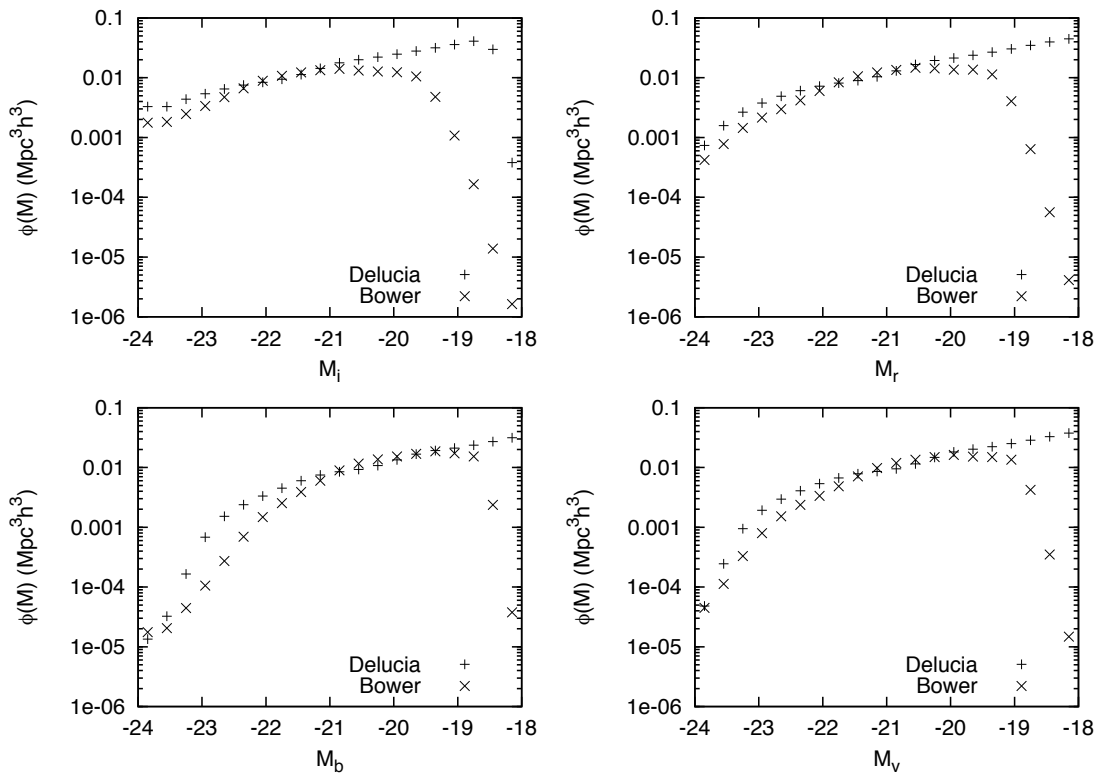 0.1
0.01
0.001
1e-04
1e-05
1e-06
ϕ(M) (Mpc³h³)
Delucia
Bower
-24 -23 -22 -21 -20 -19 -18
M_i
0.1
0.01
0.001
1e-04
1e-05
1e-06
ϕ(M) (Mpc³h³)
Delucia
Bower
-24 -23 -22 -21 -20 -19 -18
M_r
0.1
0.01
0.001
1e-04
1e-05
1e-06
ϕ(M) (Mpc³h³)
Delucia
Bower
-24 -23 -22 -21 -20 -19 -18
M_b
0.1
0.01
0.001
1e-04
1e-05
1e-06
ϕ(M) (Mpc³h³)
Delucia
Bower
-24 -23 -22 -21 -20 -19 -18
M_v